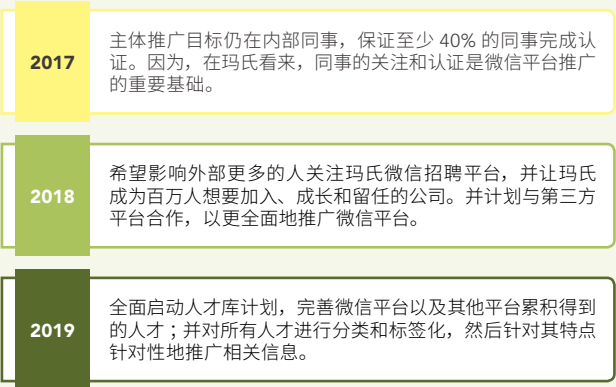 2017
主体推广目标仍在内部同事，保证至少 40% 的同事完成认
证。因为，在玛氏看来，同事的关注和认证是微信平台推广
的重要基础。
2018
希望影响外部更多的人关注玛氏微信招聘平台，并让玛氏
成为百万人想要加入、成长和留任的公司。并计划与第三方
平台合作，以更全面地推广微信平台。
2019
全面启动人才库计划，完善微信平台以及其他平台累积得到
的人才；并对所有人才进行分类和标签化，然后针对其特点
针对性地推广相关信息。